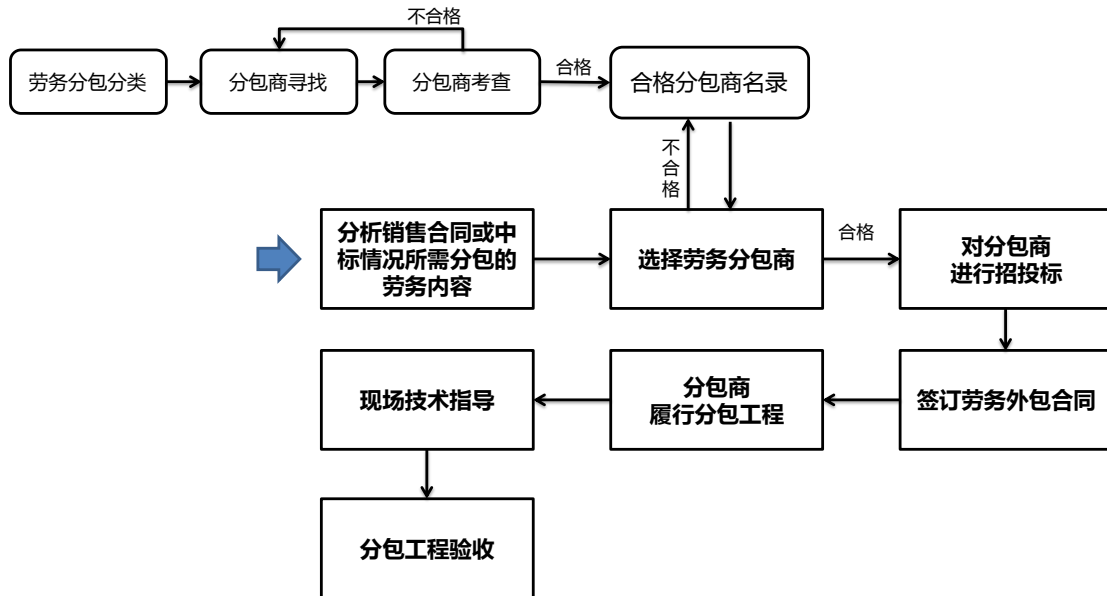 不合格
劳务分包分类
分包商寻找
分包商考查
合格
合格分包商名录
不合格
分析销售合同或中
标情况所需分包的
劳务内容
选择劳务分包商
合格
对分包商
进行招投标
现场技术指导
分包商
履行分包工程
签订劳务外包合同
分包工程验收